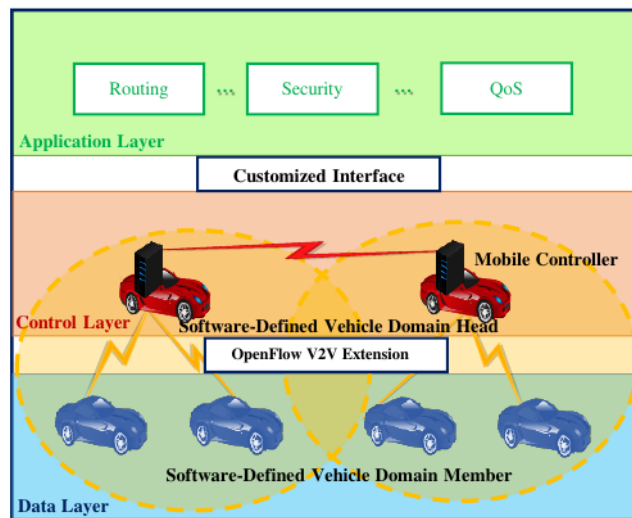 Routing
...
Security
...
QoS
Application Layer
Customized Interface
Mobile Controller
Control Layer
Software-Defined Vehicle Domain Head
OpenFlow V2V Extension
Software-Defined Vehicle Domain Member
Data Layer